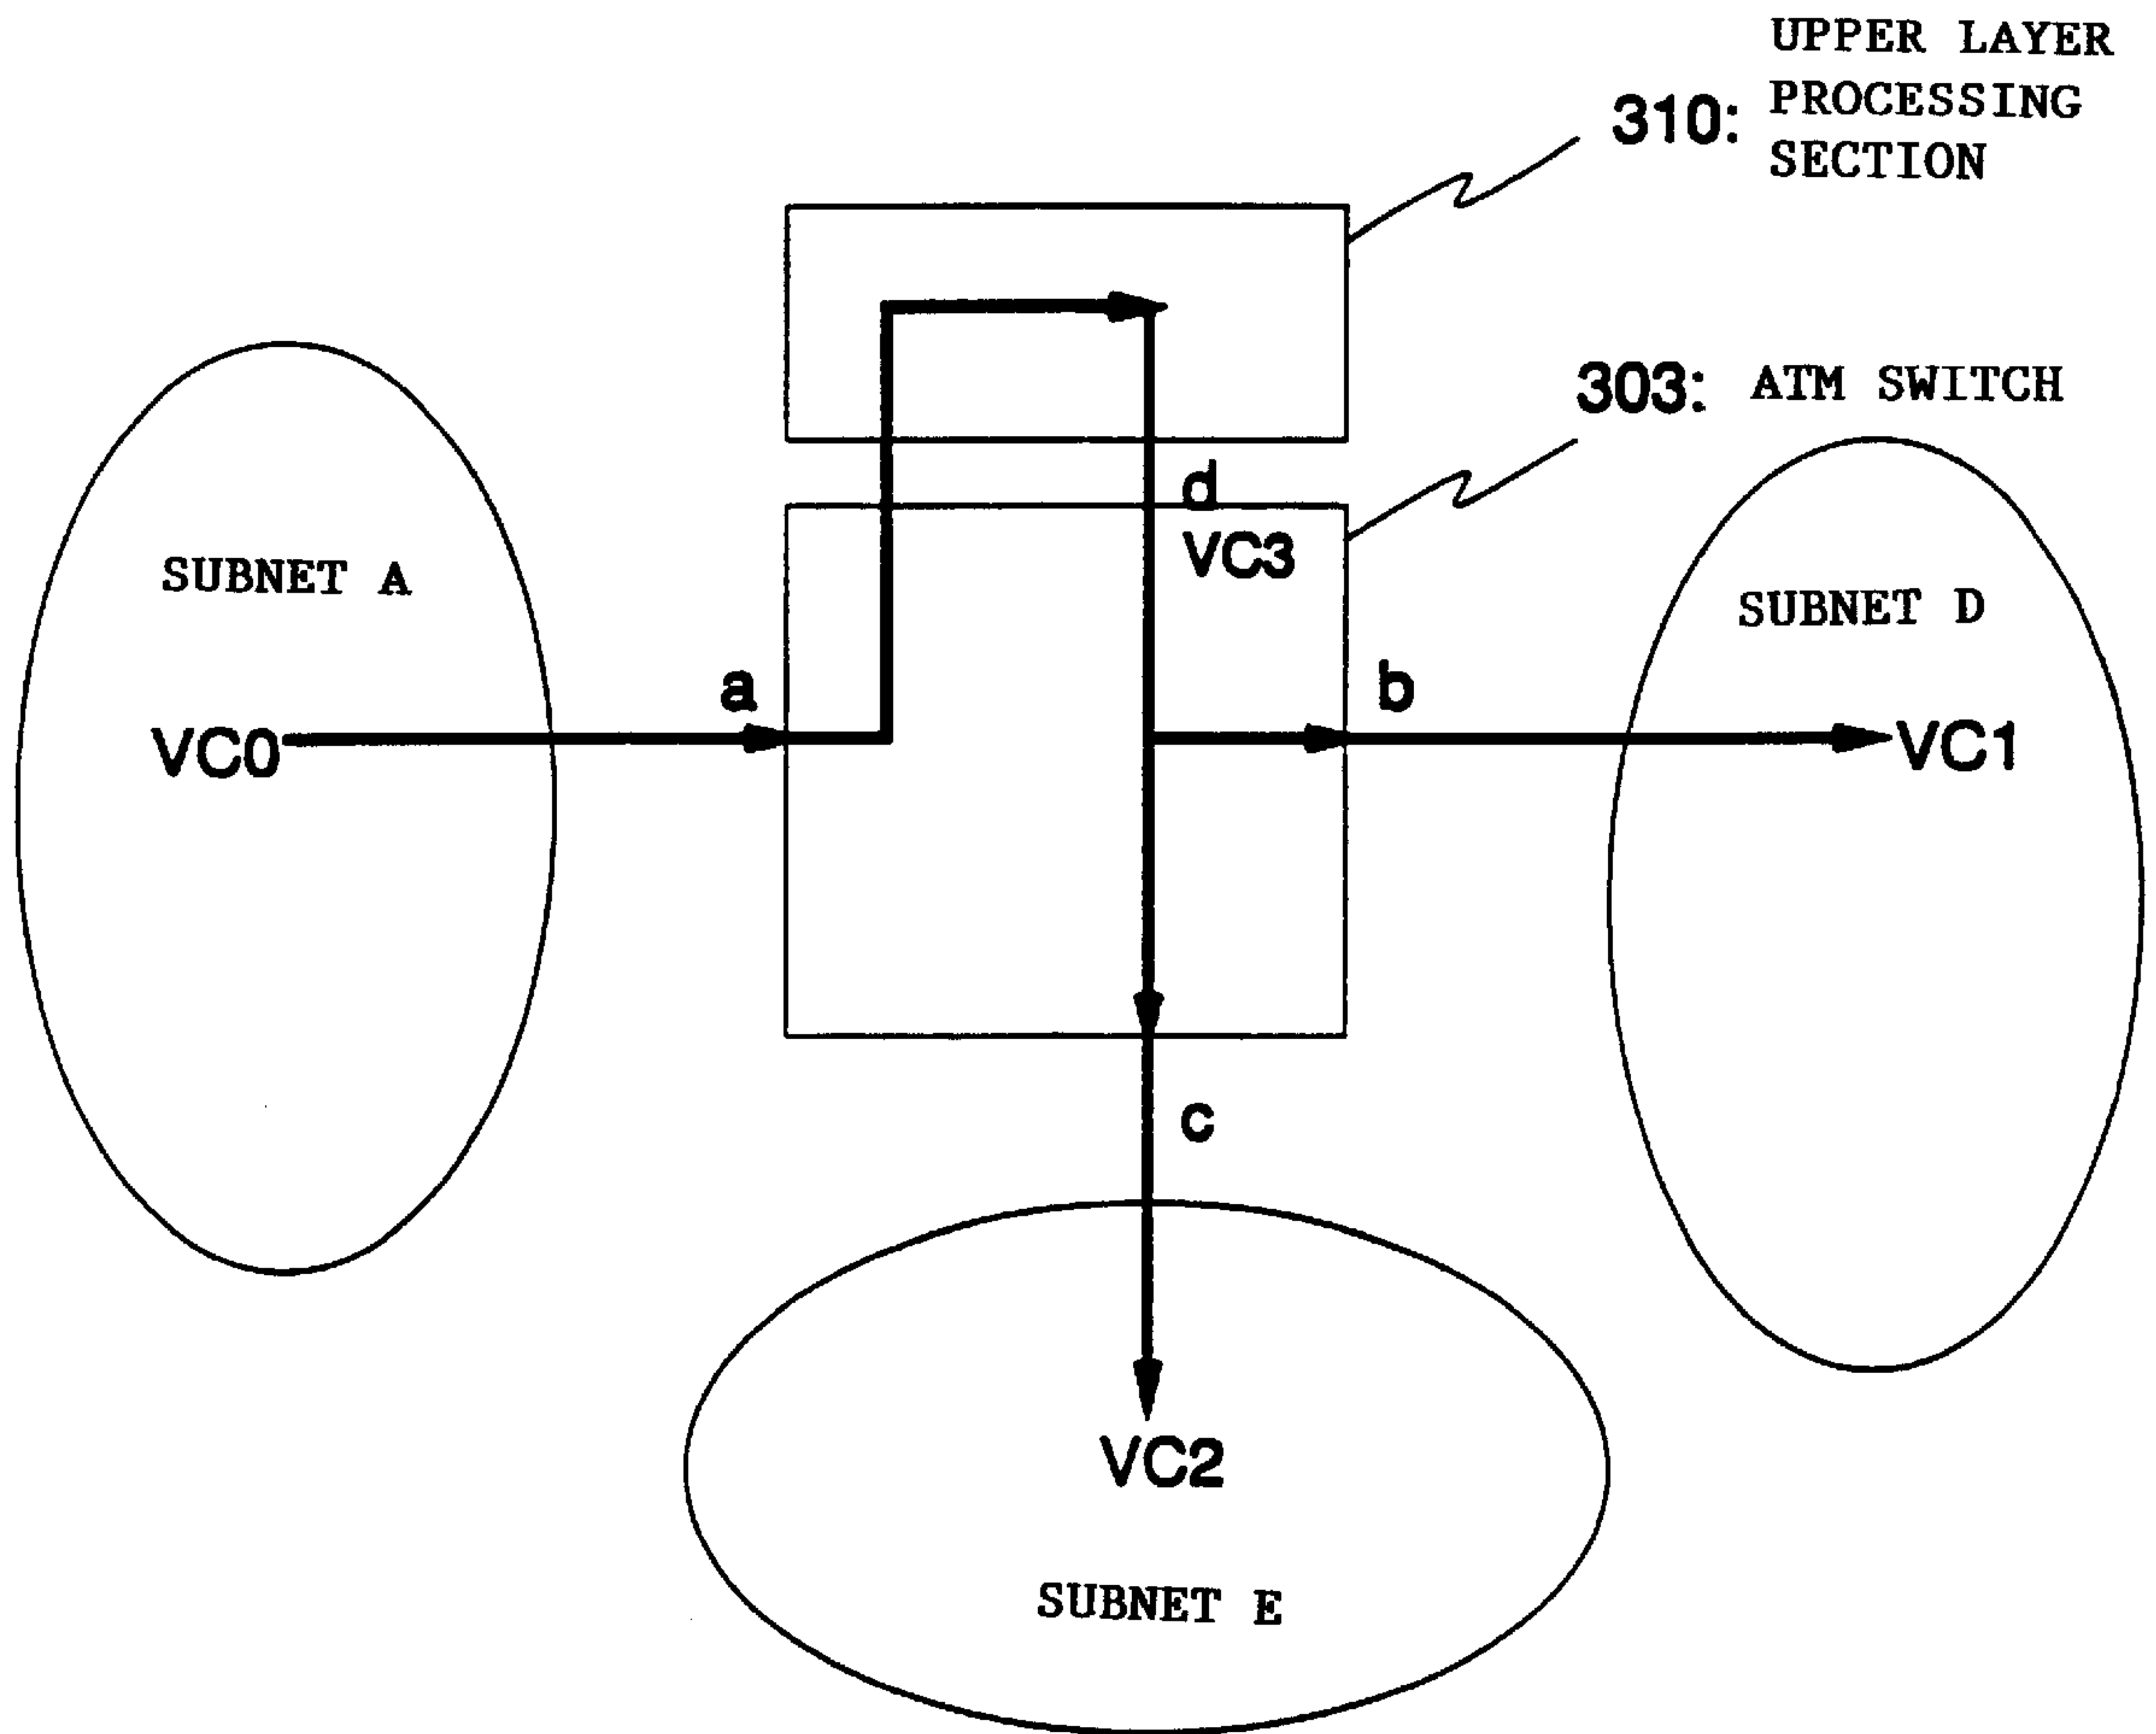 UPPER LAYER
310: PROCESSING
SECTION
303: ATM SWITCH
d
VC3
SUBNET A
SUBNET D
a
b
VC0
VC1
c
VC2
SUBNET E